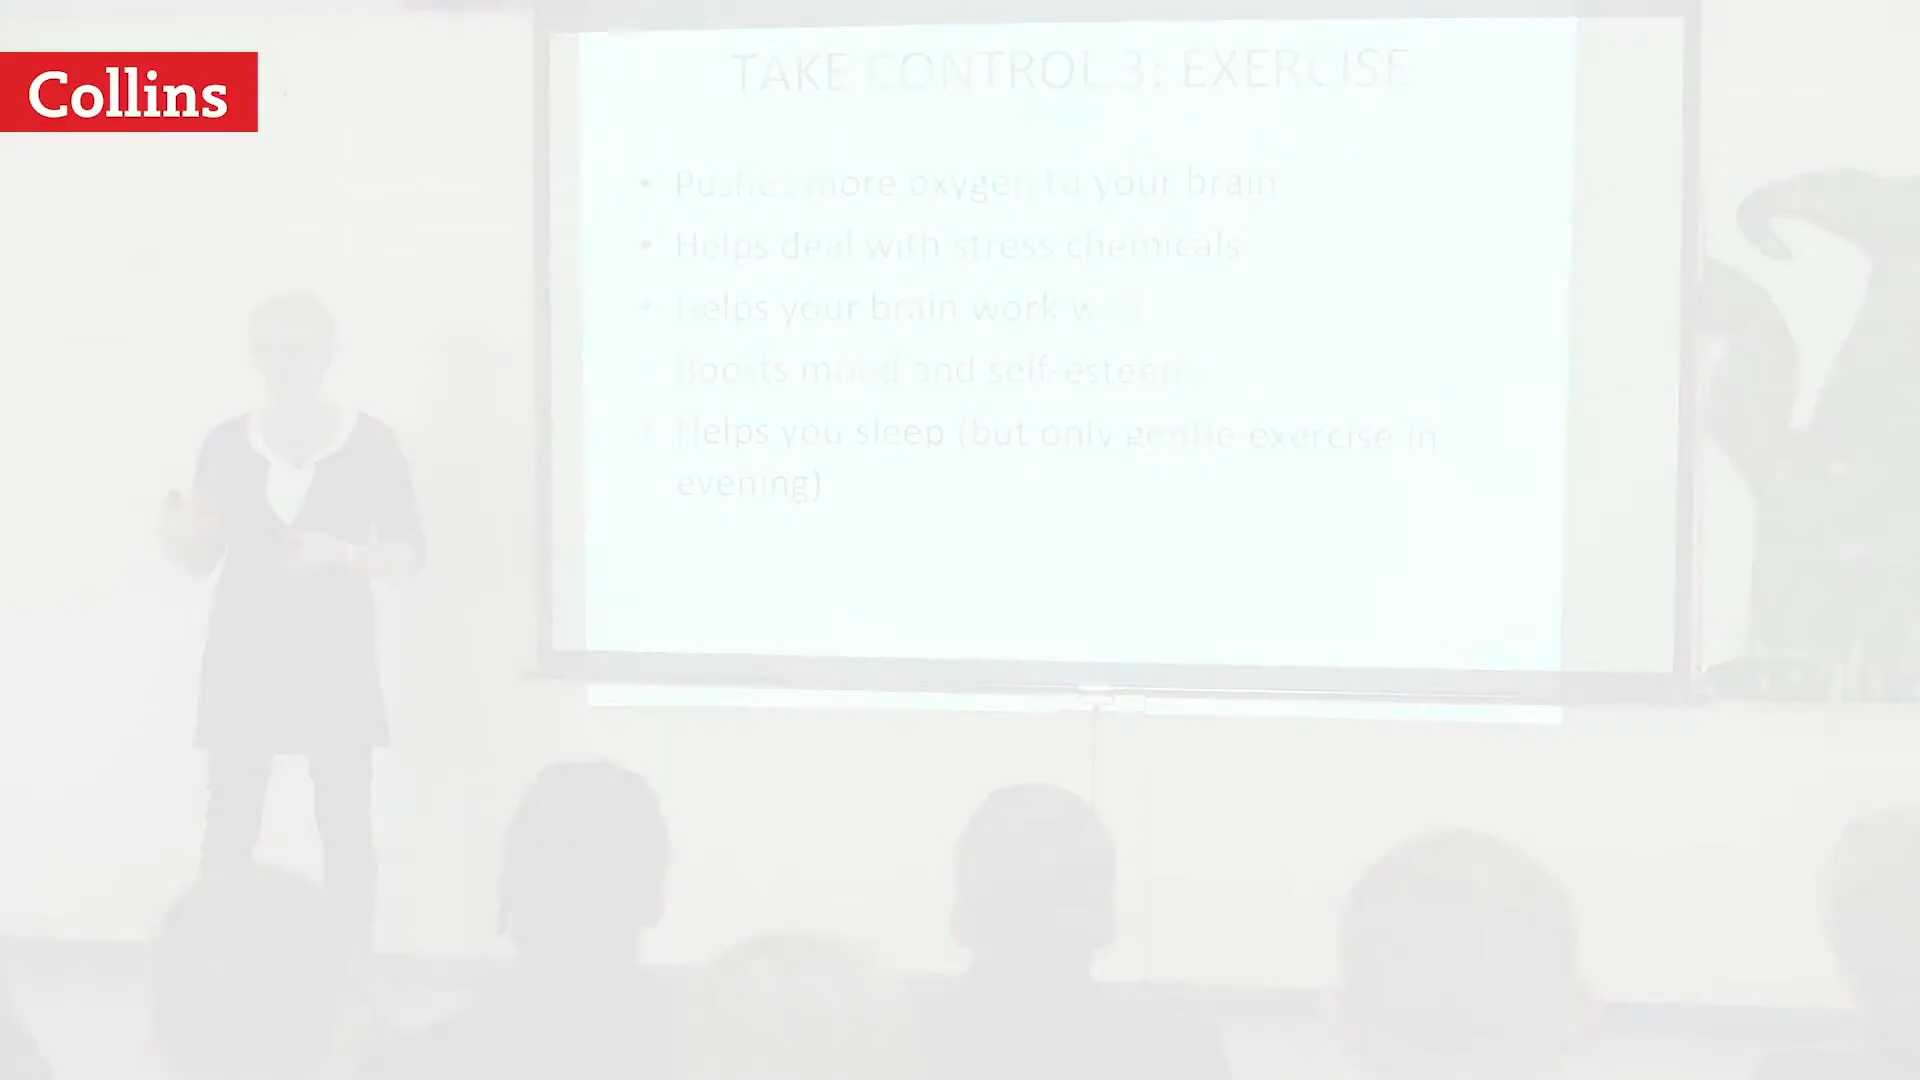 Collins
TAKE CONTROL 3: EXERCISE
• Pushes more oxygen to your brain
• Helps deal with stress chemicals
• Helps your brain work well
Boosts mood and self-esteem
• Helps you sleep (but only gentle exercise in
evening)